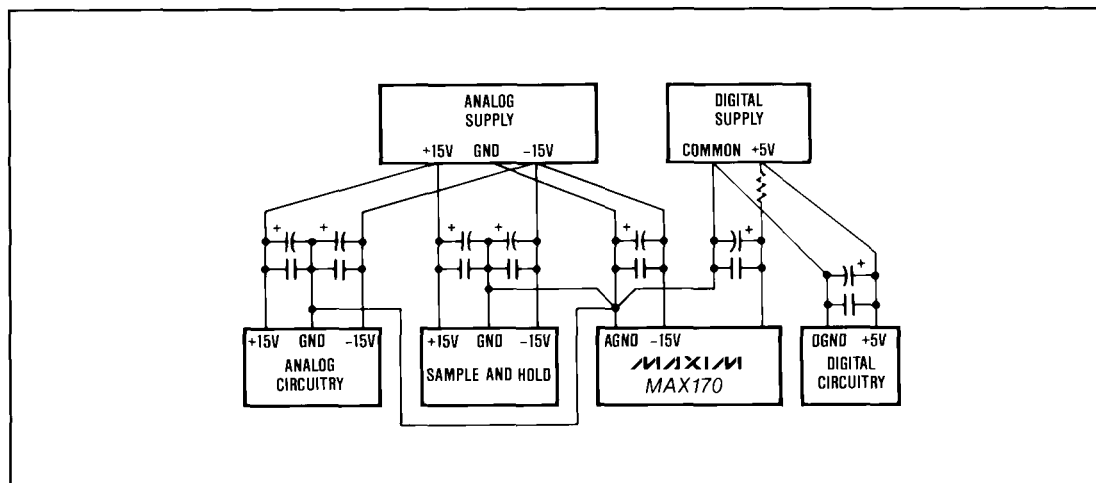 ANALOG
SUPPLY
+15V GND -15V
DIGITAL
SUPPLY
COMMON +5V
+ + + + + + +
+15V GND -15V
ANALOG
CIRCUITRY
+15V GND -15V
SAMPLE AND HOLD
AGND -15V
MAXIM
MAX170
DGND +5V
DIGITAL
CIRCUITRY